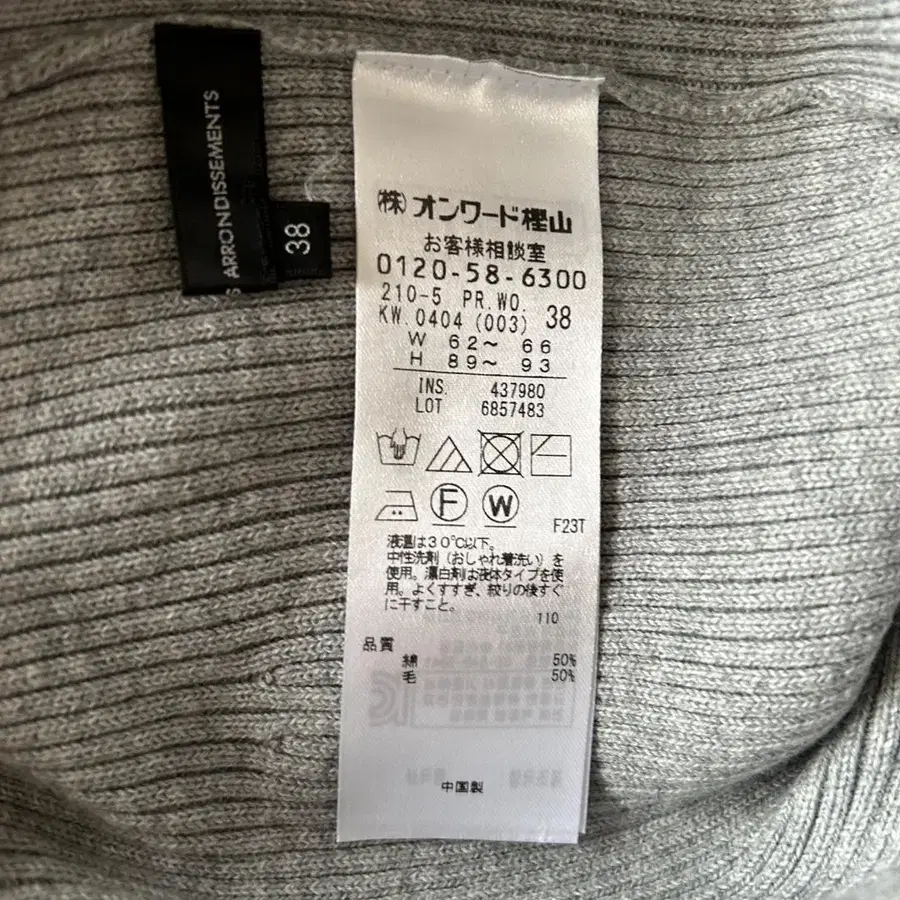 S ARRONDISSEMENTS
38
㈱オンワード樫山
お客様相談室
0120-58-6300
210-5 PR.WO. 38
KW.0404 (003)
W 62〜 66
H 89〜 93
INS. 437980
LOT 6857483
F
W
F23T
液温は30℃以下。
中性洗剤（おしゃれ着洗い）を
使用。漂白剤は液体タイプを使
用。よくすすぎ、絞りの後すぐ
に干すこと。
110
品質
綿 50%
毛 50%
中国製